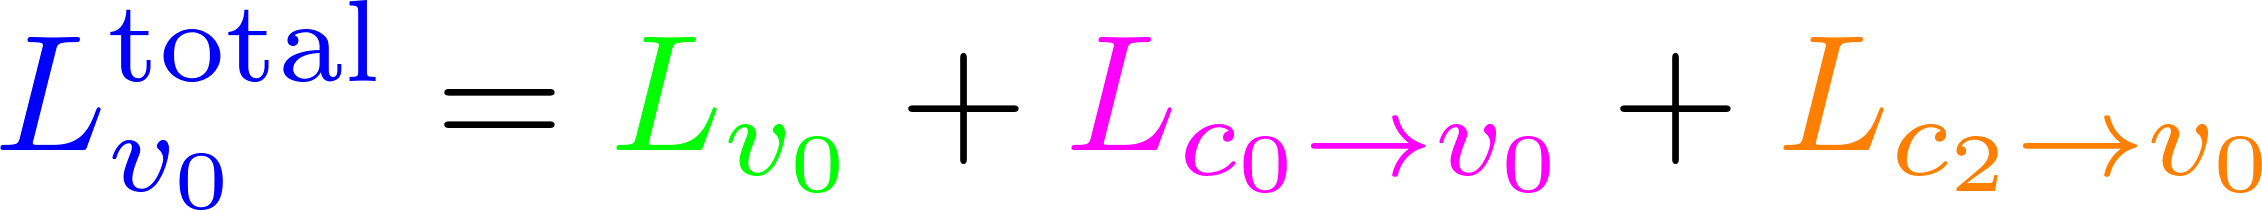 L_{v_0}^{total} = L_{v_0} + L_{c_0→v_0} + L_{c_2→v_0}